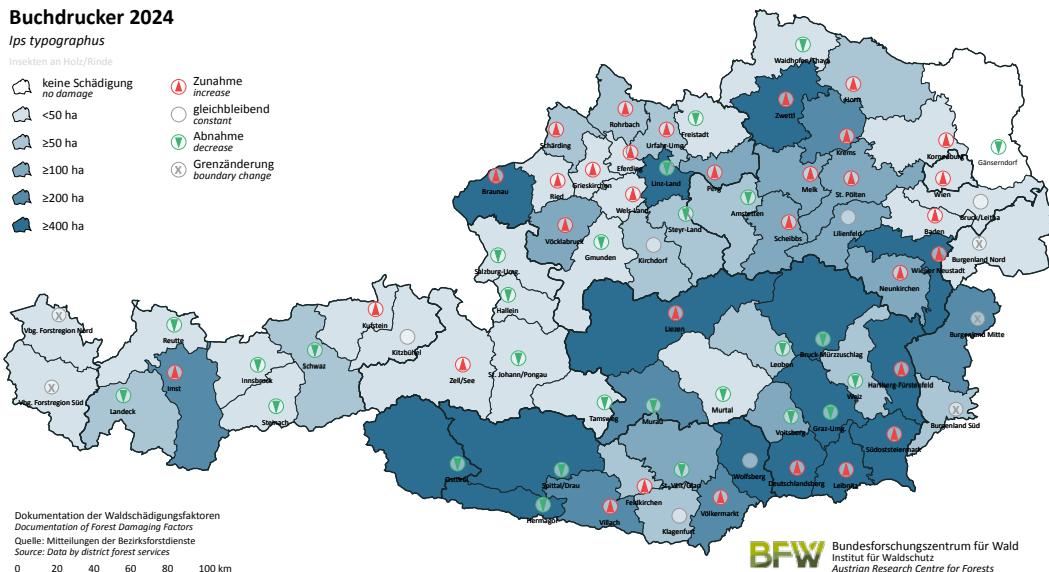 Buchdrucker 2024
Ips typographus
Insekten an Holz/Rinde
keine Schädigung
no damage
<50 ha
≥50 ha
≥100 ha
≥200 ha
≥400 ha
Zunahme
increase
gleichbleibend
constant
Abnahme
decrease
Grenzänderung
boundary change
Waidhofen/Thaya
Zwettl
Horn
Rohrbach
Freistadt
Schärding
Urfahr-Umg.
Krems
Korneuburg
Gänserndorf
Eferding
Grieskirchen
Linz-Land
Braunau
Ried
Perg
Melk
St. Pölten
Wien
Wels-Land
Amstetten
Bruck/Leitha
Steyr-Land
Baden
Vöcklabruck
Scheibbs
Lilienfeld
Gmunden
Kirchdorf
Burgenland Nord
Salzburg-Umg.
Wiener Neustadt
Neunkirchen
Hallein
Liezen
Burgenland Mitte
Vbg. Forstregion Nord
Reutte
Kufstein
Kitzbühel
Bruck-Mürzzuschlag
Leoben
Schwaz
Innsbruck
Zell/See
St. Johann/Pongau
Imst
Hartberg-Fürstenfeld
Weiz
Vbg. Forstregion Süd
Landeck
Steinach
Tamsweg
Murau
Murtal
Burgenland Süd
Voitsberg
Graz-Umg.
Südoststeiermark
Osttirol
Spittal/Drau
St. Veit/Glan
Wolfsberg
Deutschlandsberg
Leibnitz
Feldkirchen
Hermagor
Villach
Klagenfurt
Völkermarkt
Dokumentation der Waldschädigungsfaktoren
Documentation of Forest Damaging Factors
Quelle: Mitteilungen der Bezirksforstdienste
Source: Data by district forest services
0 20 40 60 80 100 km
BFW
Bundesforschungszentrum für Wald
Institut für Waldschutz
Austrian Research Centre for Forests